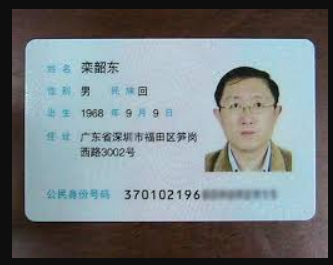 姓名 栾韶东
性别 男 民族 回
出生 1968 年 9 月 9 日
住址 广东省深圳市福田区笋岗
西路3002号
公民身份号码 370102196